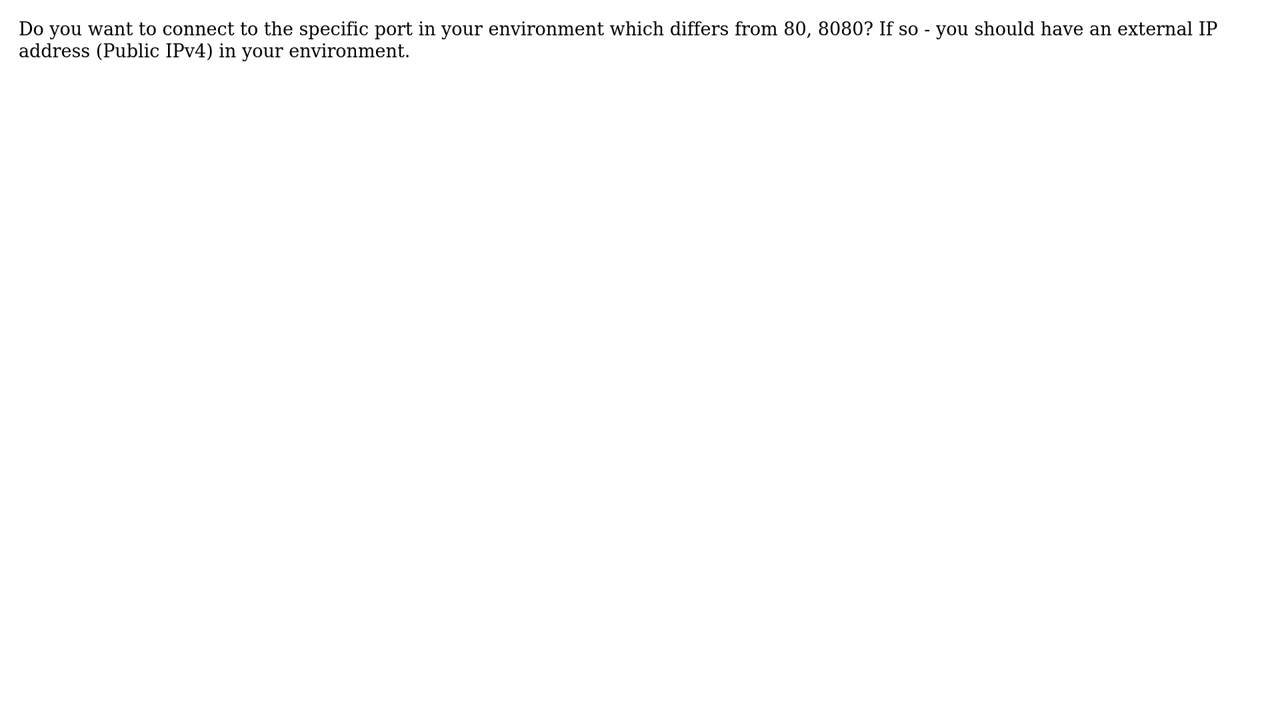 Do you want to connect to the specific port in your environment which differs from 80, 8080? If so - you should have an external IP
address (Public IPv4) in your environment.